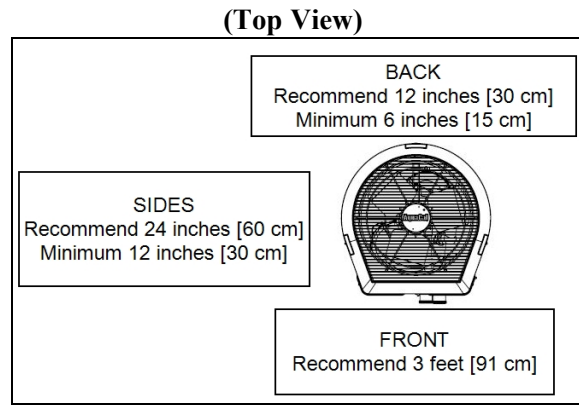 (Top View)
BACK
Recommend 12 inches [30 cm]
Minimum 6 inches [15 cm]
SIDES
Recommend 24 inches [60 cm]
Minimum 12 inches [30 cm]
FRONT
Recommend 3 feet [91 cm]